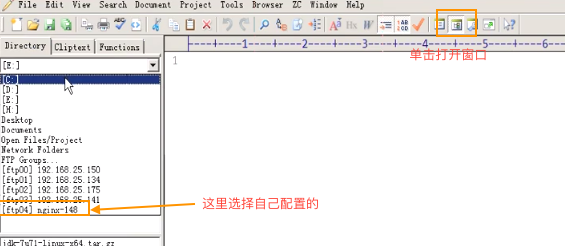 File Edit View Search Document Project Tools Browser ZC Window Help
----+----1----+----2----+----3----+----4----+----5----+----6--
Directory Cliptext Functions
[E:]
单击打开窗口
1
[C:]
[D:]
[E:]
[H:]
Desktop
Documents
Open Files/Project
Network Folders
FTP Groups...
[ftp00] 192.168.25.150
[ftp01] 192.168.25.134
[ftp02] 192.168.25.175
[ftp03] 192.168.25.141
[ftp04] nginx-148
这里选择自己配置的
jdk-7u71-linux-x64.tar.gz